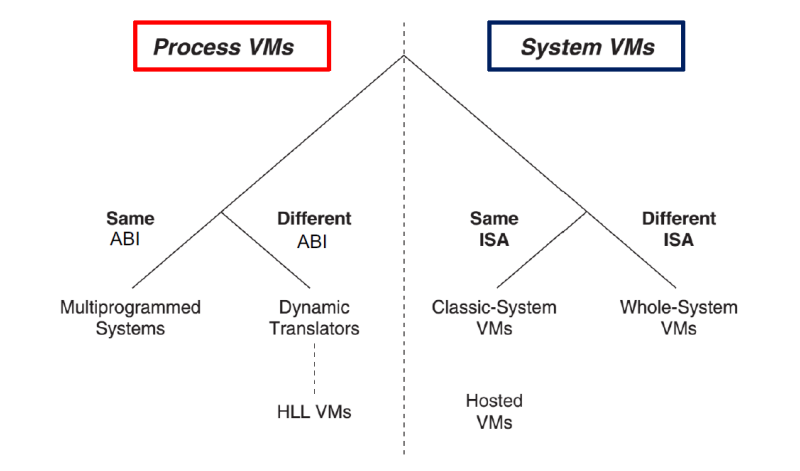 Process VMs
System VMs
Same
ABI
Different
ABI
Same
ISA
Different
ISA
Multiprogrammed
Systems
Dynamic
Translators
Classic-System
VMs
Whole-System
VMs
HLL VMs
Hosted
VMs